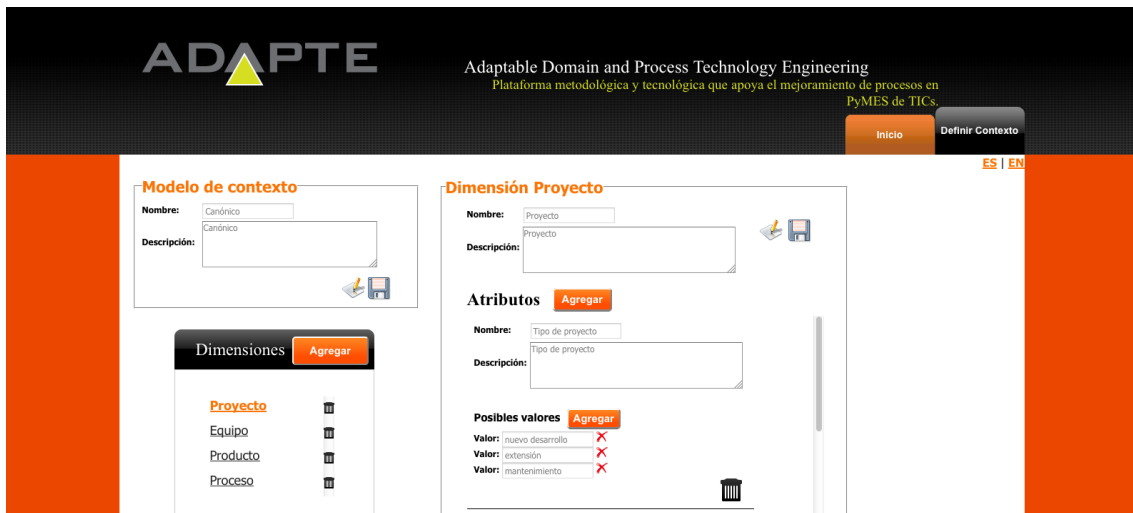 ADAPTE
Adaptable Domain and Process Technology Engineering
Plataforma metodológica y tecnológica que apoya el mejoramiento de procesos en
PyMES de TICs.
Inicio
Definir Contexto
ES | EN
Modelo de contexto
Nombre: Canónico
Descripción: Canónico
Dimensiones Agregar
Proyecto
Equipo
Producto
Proceso
Dimensión Proyecto
Nombre: Proyecto
Descripción: Proyecto
Atributos Agregar
Nombre: Tipo de proyecto
Descripción: Tipo de proyecto
Posibles valores Agregar
Valor: nuevo desarrollo
Valor: extensión
Valor: mantenimiento